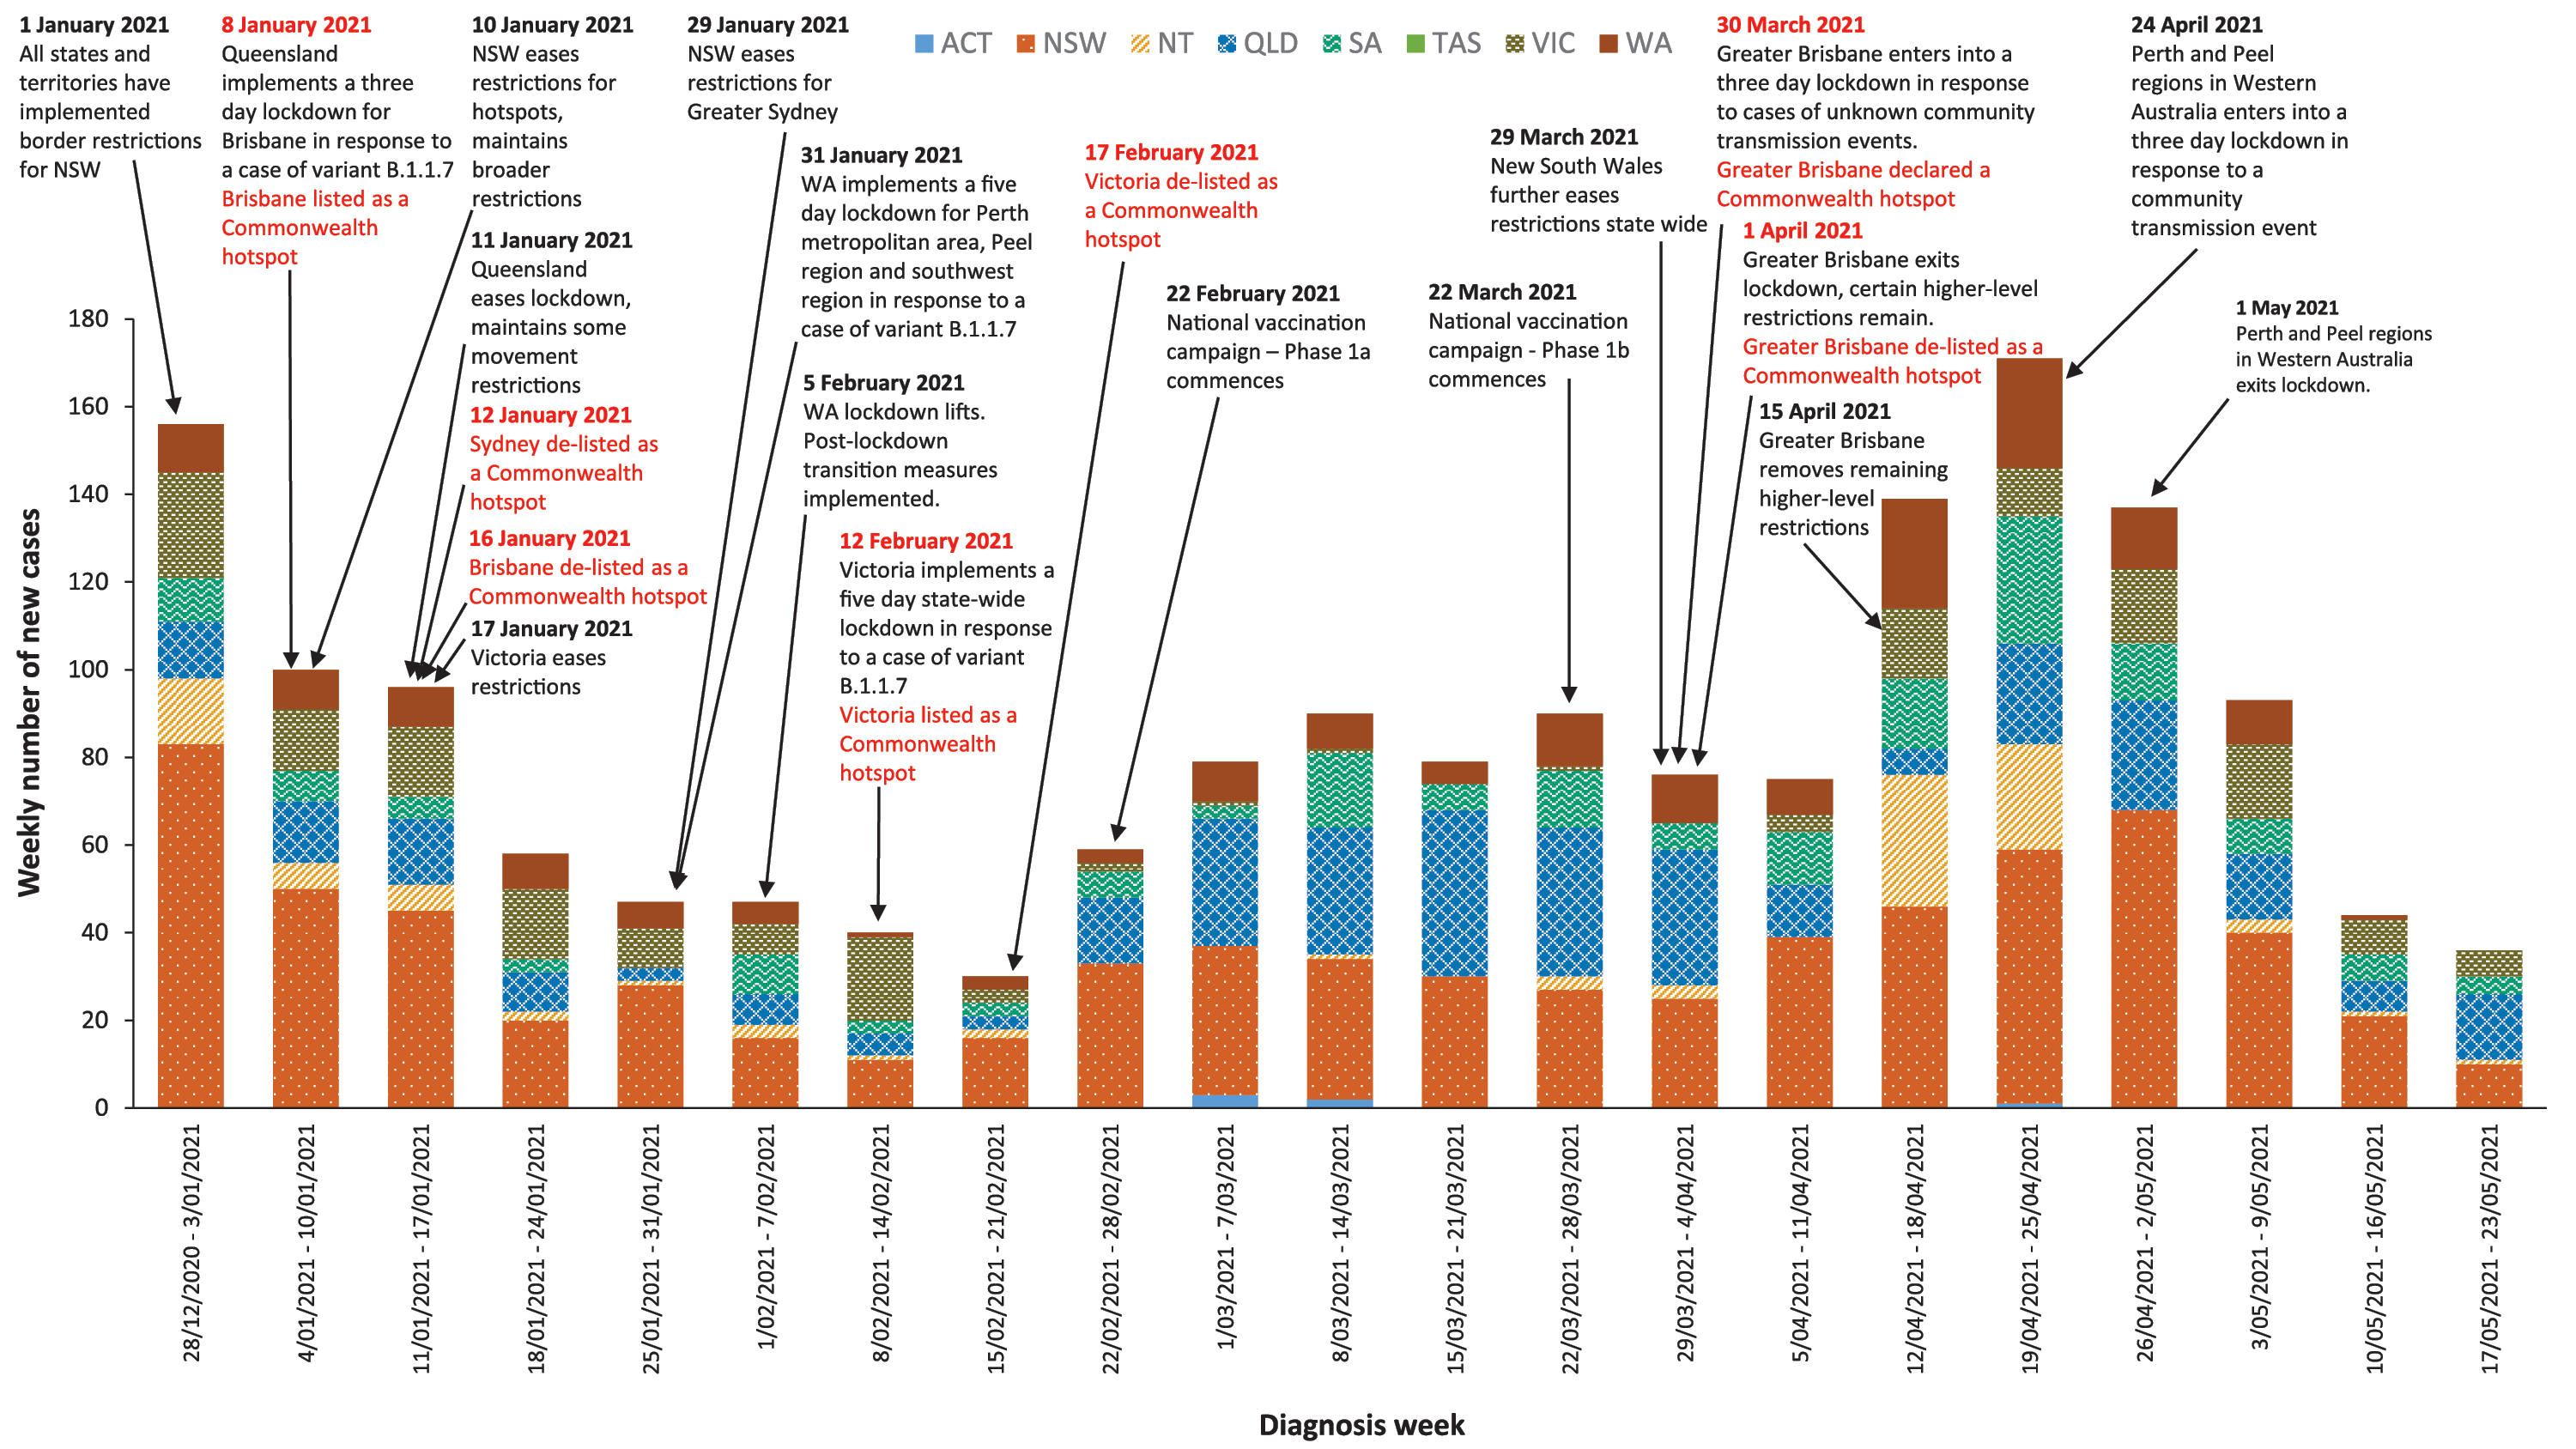 1 January 2021
All states and
territories have
implemented
border restrictions
for NSW
8 January 2021
Queensland
implements a three
day lockdown for
Brisbane in response to
a case of variant B.1.1.7
Brisbane listed as a
Commonwealth
hotspot
10 January 2021
NSW eases
restrictions for
hotspots,
maintains
broader
restrictions
11 January 2021
Queensland
eases lockdown,
maintains some
movement
restrictions
12 January 2021
Sydney de-listed as
a Commonwealth
hotspot
16 January 2021
Brisbane de-listed as a
Commonwealth hotspot
17 January 2021
Victoria eases
restrictions
29 January 2021
NSW eases
restrictions for
Greater Sydney
31 January 2021
WA implements a five
day lockdown for Perth
metropolitan area, Peel
region and southwest
region in response to a
case of variant B.1.1.7
5 February 2021
WA lockdown lifts.
Post-lockdown
transition measures
implemented.
12 February 2021
Victoria implements a
five day state-wide
lockdown in response
to a case of variant
B.1.1.7
Victoria listed as a
Commonwealth
hotspot
ACT NSW NT QLD SA TAS VIC WA
17 February 2021
Victoria de-listed as
a Commonwealth
hotspot
22 February 2021
National vaccination
campaign – Phase 1a
commences
22 March 2021
National vaccination
campaign - Phase 1b
commences
29 March 2021
New South Wales
further eases
restrictions state wide
30 March 2021
Greater Brisbane enters into a
three day lockdown in response
to cases of unknown community
transmission events.
Greater Brisbane declared a
Commonwealth hotspot
1 April 2021
Greater Brisbane exits
lockdown, certain higher-level
restrictions remain.
Greater Brisbane de-listed as a
Commonwealth hotspot
15 April 2021
Greater Brisbane
removes remaining
higher-level
restrictions
24 April 2021
Perth and Peel
regions in Western
Australia enters into a
three day lockdown in
response to a
community
transmission event
1 May 2021
Perth and Peel regions
in Western Australia
exits lockdown.
Weekly number of new cases
180
160
140
120
100
80
60
40
20
0
28/12/2020 - 3/01/2021
4/01/2021 - 10/01/2021
11/01/2021 - 17/01/2021
18/01/2021 - 24/01/2021
25/01/2021 - 31/01/2021
1/02/2021 - 7/02/2021
8/02/2021 - 14/02/2021
15/02/2021 - 21/02/2021
22/02/2021 - 28/02/2021
1/03/2021 - 7/03/2021
8/03/2021 - 14/03/2021
15/03/2021 - 21/03/2021
22/03/2021 - 28/03/2021
29/03/2021 - 4/04/2021
5/04/2021 - 11/04/2021
12/04/2021 - 18/04/2021
19/04/2021 - 25/04/2021
26/04/2021 - 2/05/2021
3/05/2021 - 9/05/2021
10/05/2021 - 16/05/2021
17/05/2021 - 23/05/2021
Diagnosis week